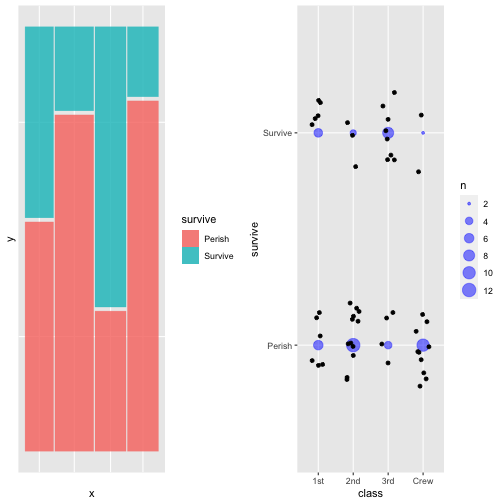 y
x
survive
Perish
Survive
survive
Survive
Perish
1st
2nd
3rd
Crew
class
n
2
4
6
8
10
12